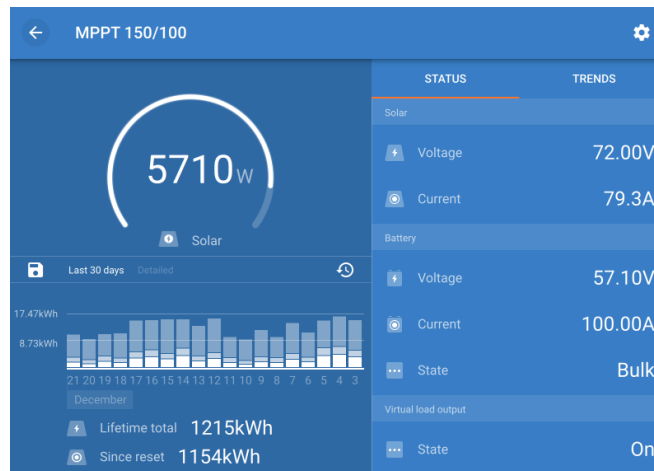 MPPT 150/100
5710W
Solar
Last 30 days Detailed
17.47kWh
8.73kWh
21 20 19 18 17 16 15 14 13 12 11 10 9 8 7 6 5 4 3
December
Lifetime total 1215kWh
Since reset 1154kWh
STATUS TRENDS
Solar
Voltage 72.00V
Current 79.3A
Battery
Voltage 57.10V
Current 100.00A
State Bulk
Virtual load output
State On